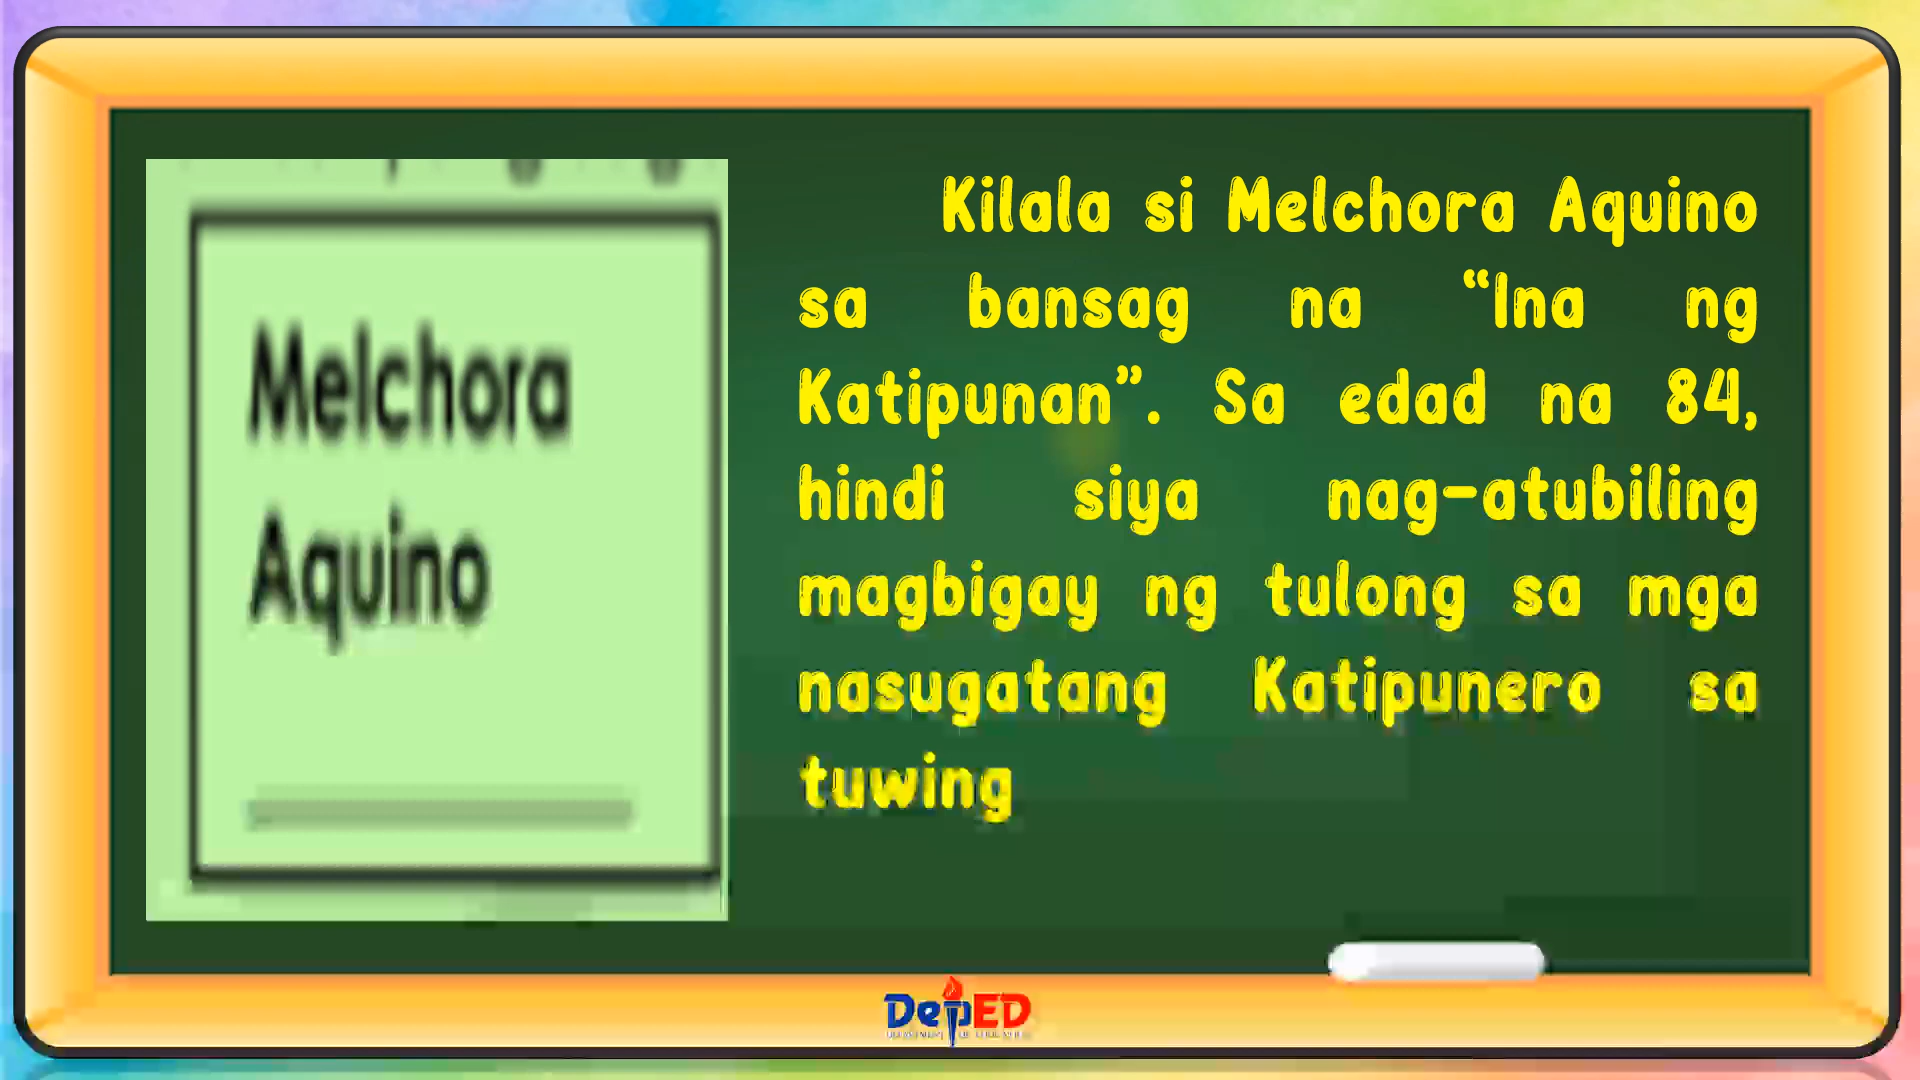 Melchora
Aquino
Kilala si Melchora Aquino
sa bansag na “Ina ng
Katipunan”. Sa edad na 84,
hindi siya nag-atubiling
magbigay ng tulong sa mga
nasugatang Katipunero sa
tuwing
DepED